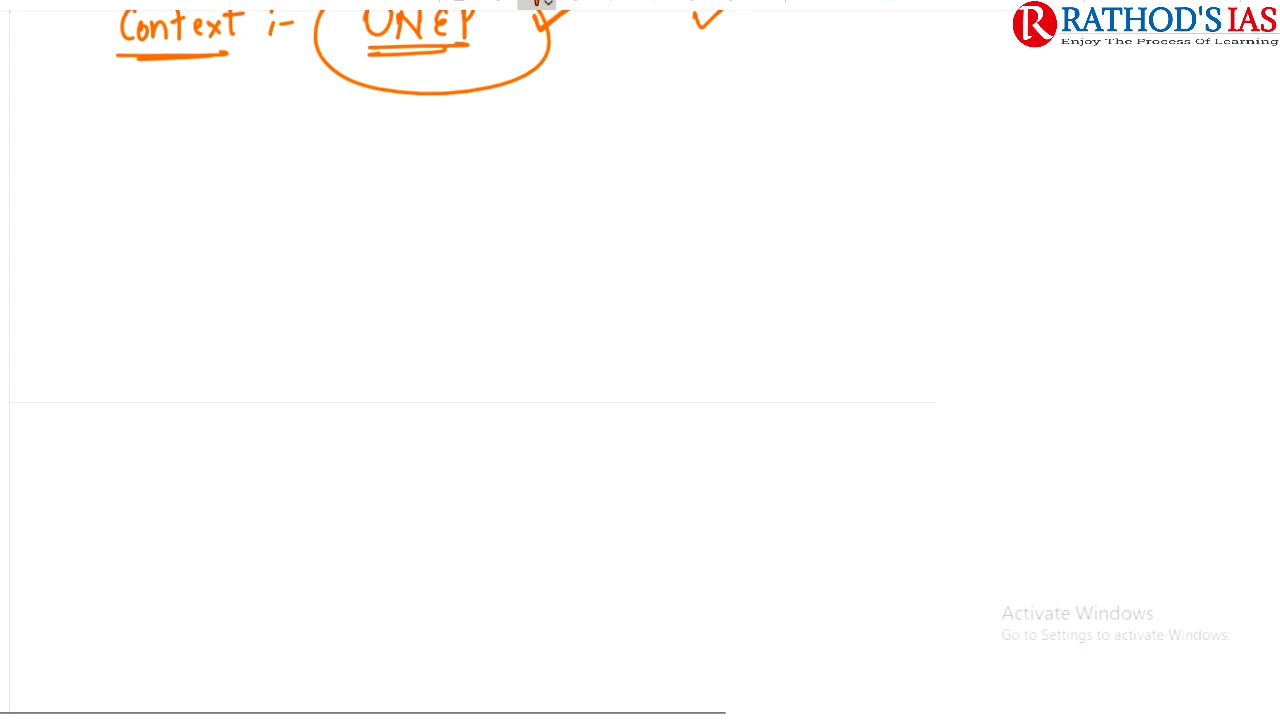 Context :- UNEP
R RATHOD'S IAS
Enjoy The Process Of Learning
Activate Windows
Go to Settings to activate Windows.